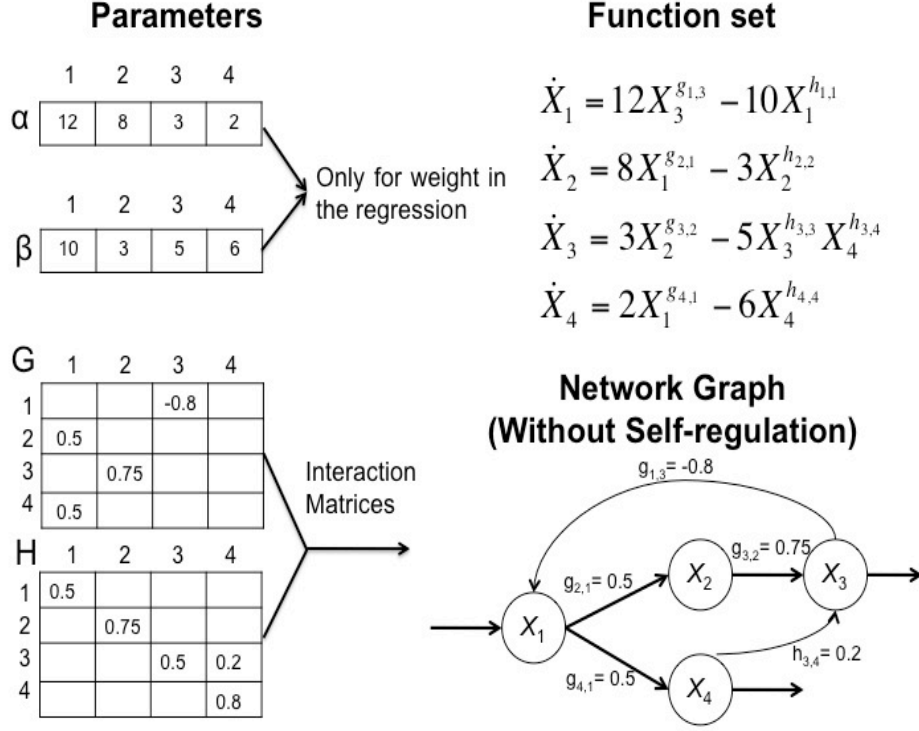 Parameters
1 2 3 4
α 12 8 3 2
1 2 3 4
β 10 3 5 6
Only for weight in
the regression
G 1 2 3 4
1 -0.8
2 0.5
3 0.75
4 0.5
H 1 2 3 4
1 0.5
2 0.75
3 0.5 0.2
4 0.8
Interaction
Matrices
Function set
Ẋ₁ = 12X₃^{g₁,₃} − 10X₁^{h₁,₁}
Ẋ₂ = 8X₁^{g₂,₁} − 3X₂^{h₂,₂}
Ẋ₃ = 3X₂^{g₃,₂} − 5X₃^{h₃,₃} X₄^{h₃,₄}
Ẋ₄ = 2X₁^{g₄,₁} − 6X₄^{h₄,₄}
Network Graph
(Without Self-regulation)
g₁,₃= -0.8
g₃,₂= 0.75
X₂
X₃
g₂,₁= 0.5
X₁
h₃,₄= 0.2
g₄,₁= 0.5
X₄